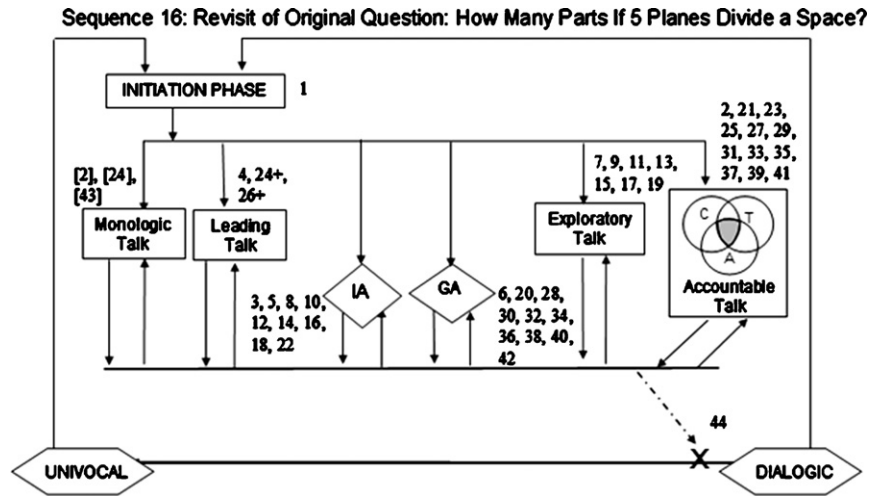 Sequence 16: Revisit of Original Question: How Many Parts If 5 Planes Divide a Space?
INITIATION PHASE
1
2, 21, 23,
25, 27, 29,
31, 33, 35,
37, 39, 41
[2], [24],
[43]
4, 24+,
26+
7, 9, 11, 13,
15, 17, 19
Monologic
Talk
Leading
Talk
Exploratory
Talk
C
T
A
Accountable
Talk
3, 5, 8, 10,
12, 14, 16,
18, 22
IA
GA
6, 20, 28,
30, 32, 34,
36, 38, 40,
42
44
X
UNIVOCAL
DIALOGIC